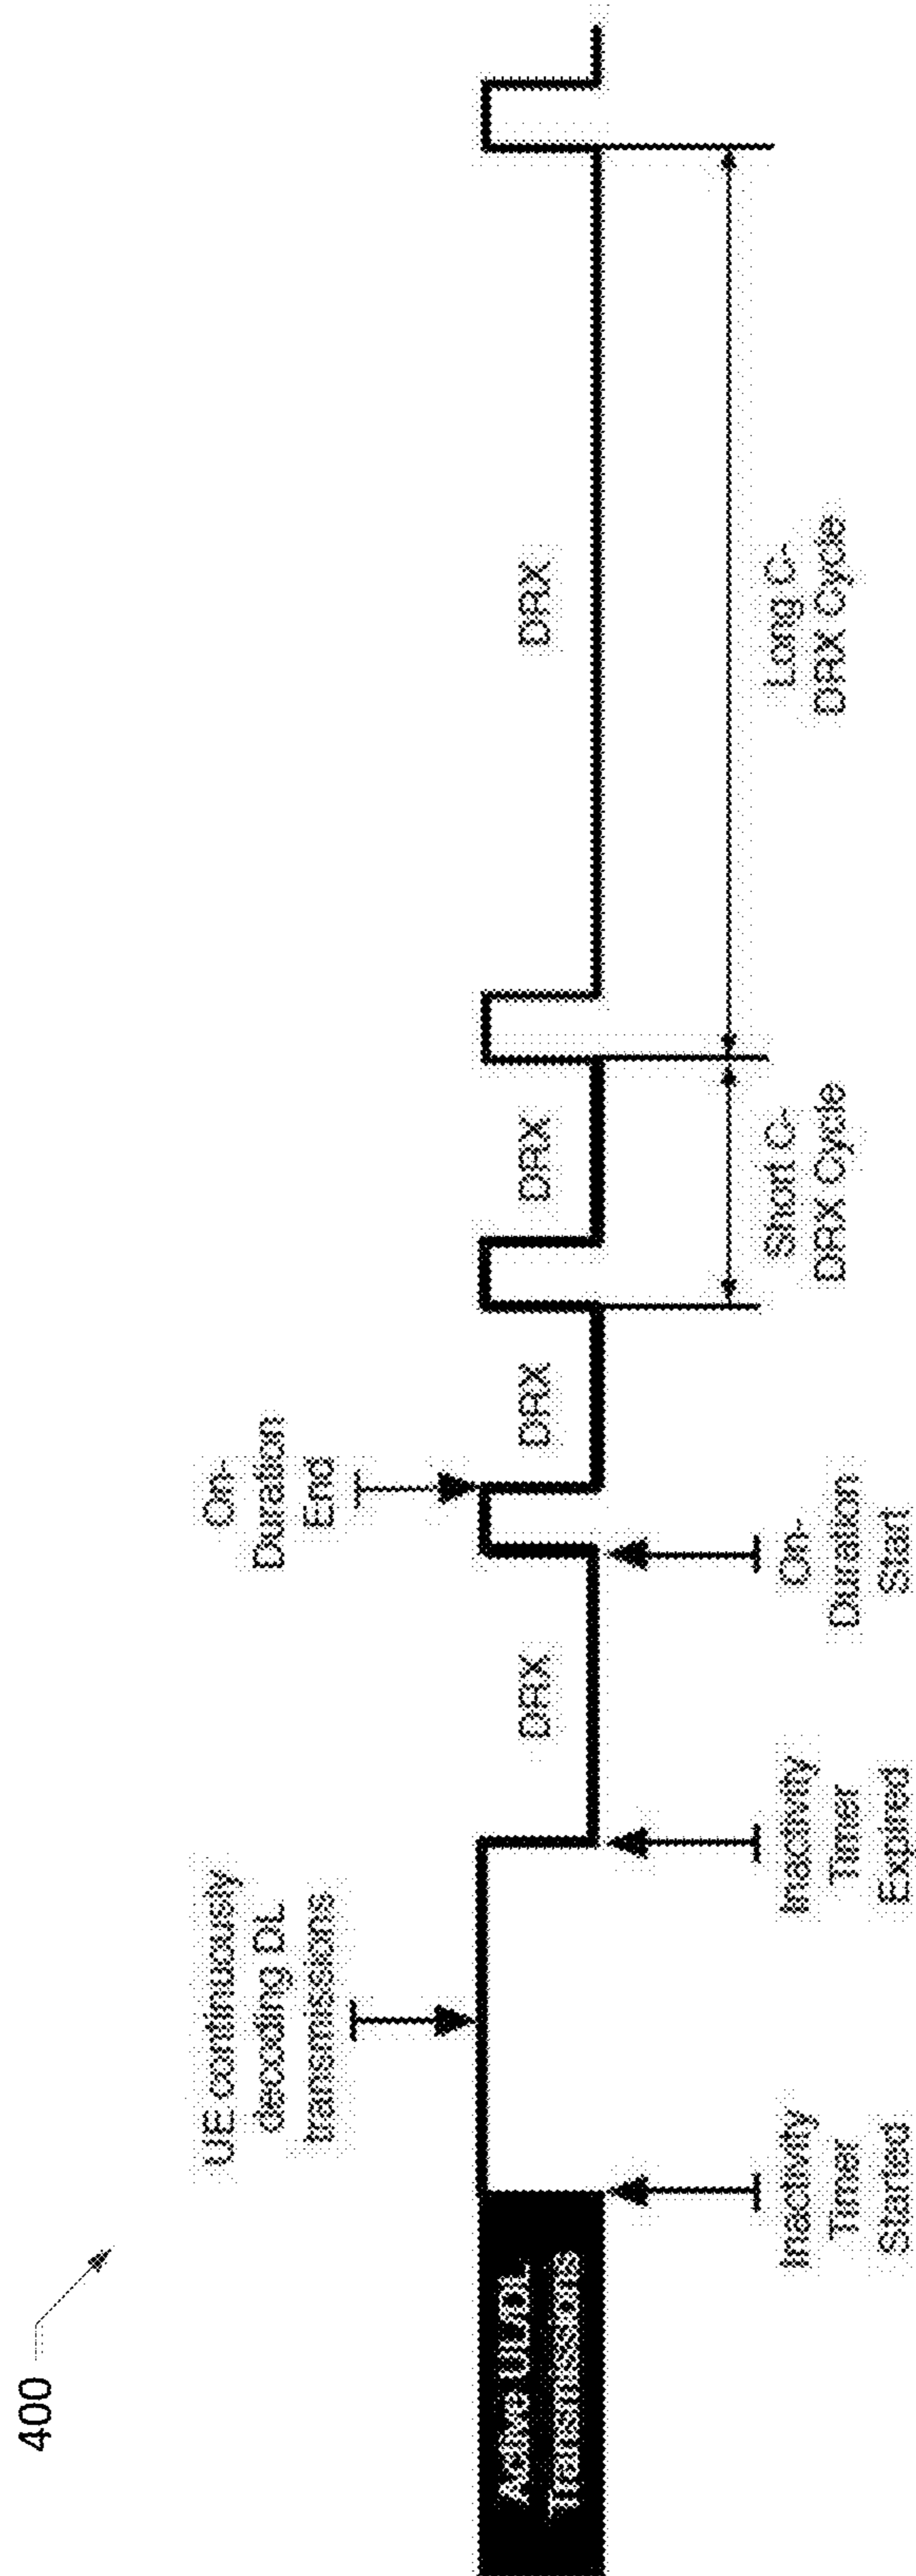 400
UE continuously
decoding DL
transmissions
On-
Duration
End
Active UL/DL
Transmissions
DRX
DRX
DRX
DRX
Inactivity
Timer
Started
Inactivity
Timer
Expired
On-
Duration
Start
Short C-
DRX Cycle
Long C-
DRX Cycle